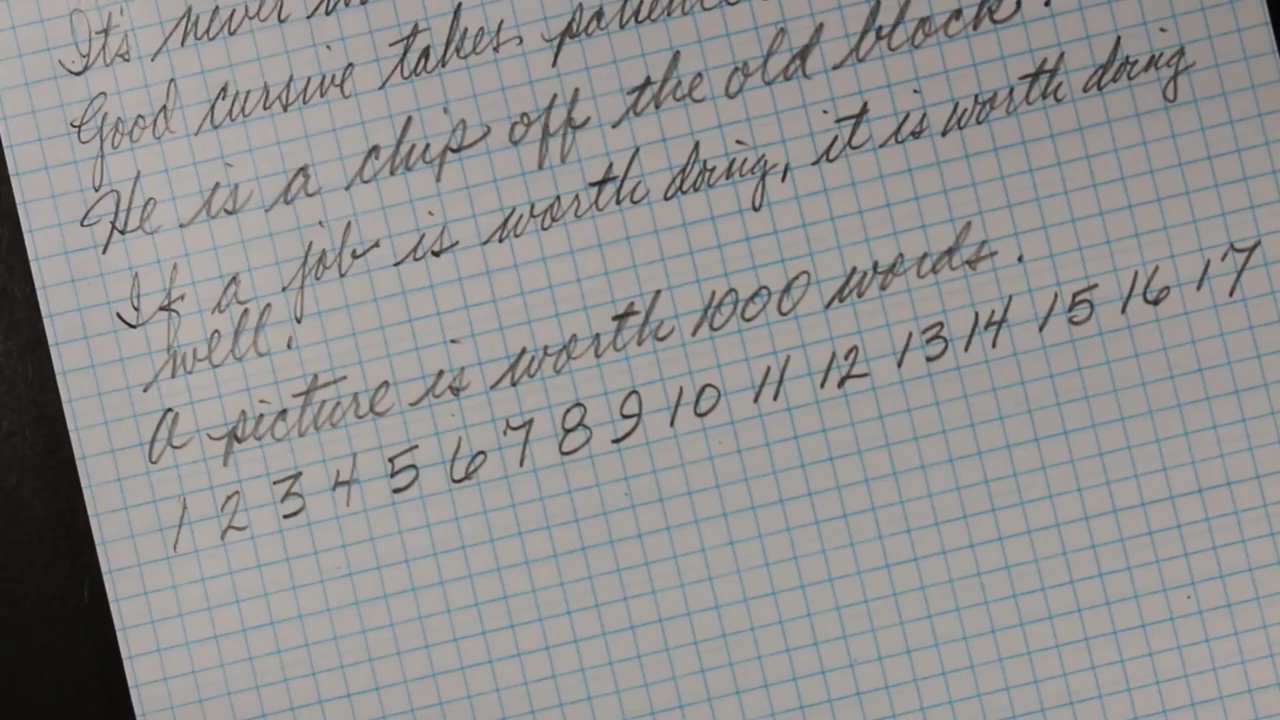 It's never
Good cursive takes
He is a chip off the old block.
If a job is worth doing, it is worth doing
well.
A picture is worth 1000 words.
1 2 3 4 5 6 7 8 9 10 11 12 13 14 15 16 17